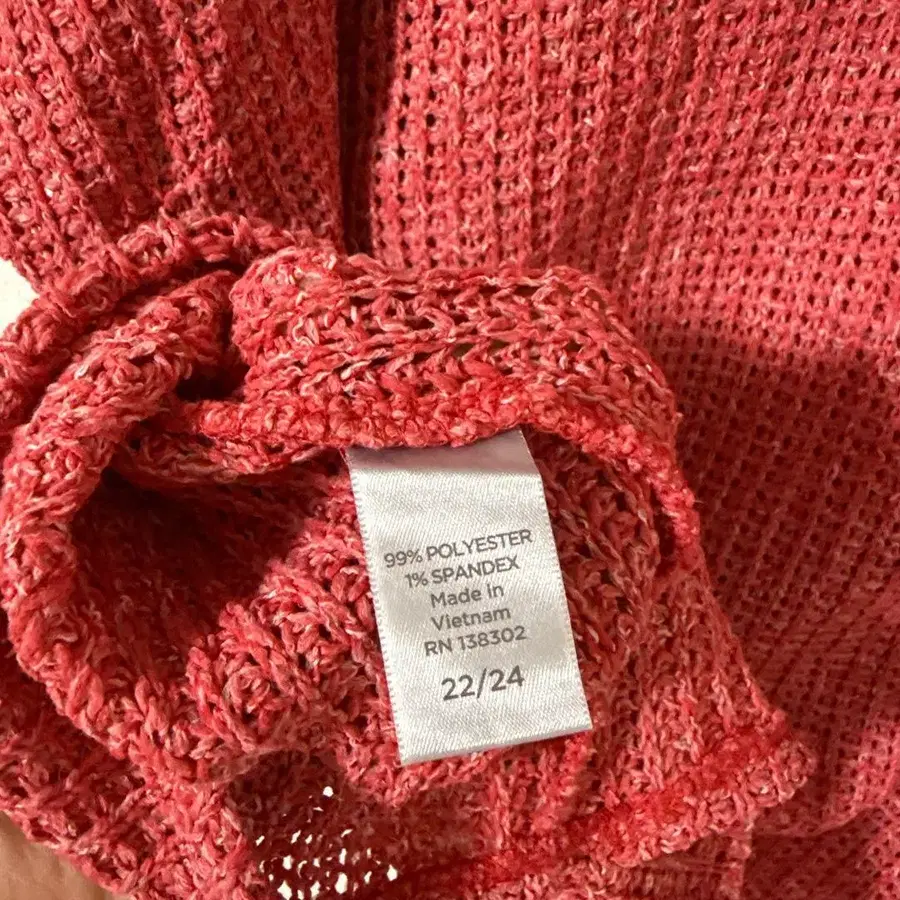 99% POLYESTER
1% SPANDEX
Made in
Vietnam
RN 138302
22/24